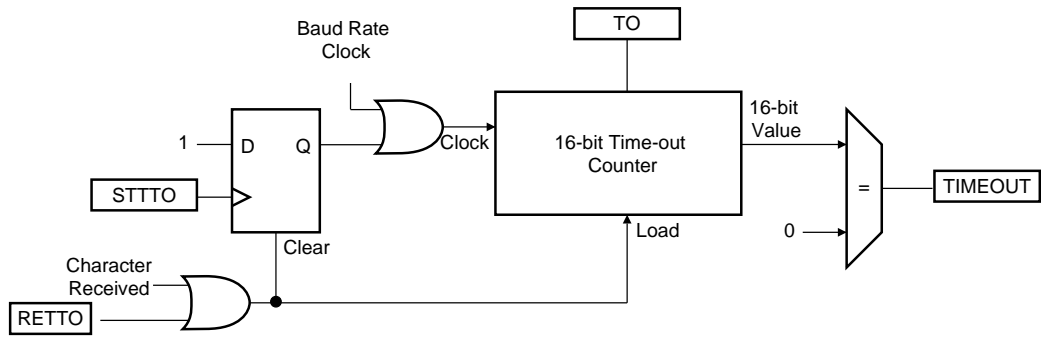 TO
Baud Rate
Clock
16-bit
Value
1
D
Q
Clock
16-bit Time-out
Counter
STTTO
=
TIMEOUT
Clear
Load
0
Character
Received
RETTO